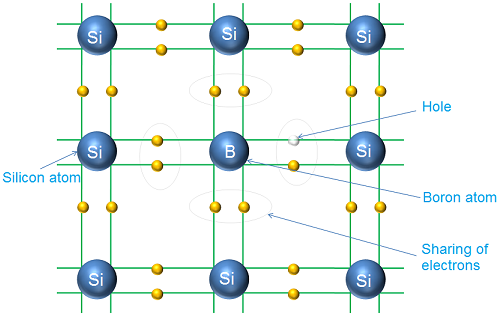 Si Si Si
Hole
Si B Si
Silicon atom
Boron atom
Sharing of
electrons
Si Si Si